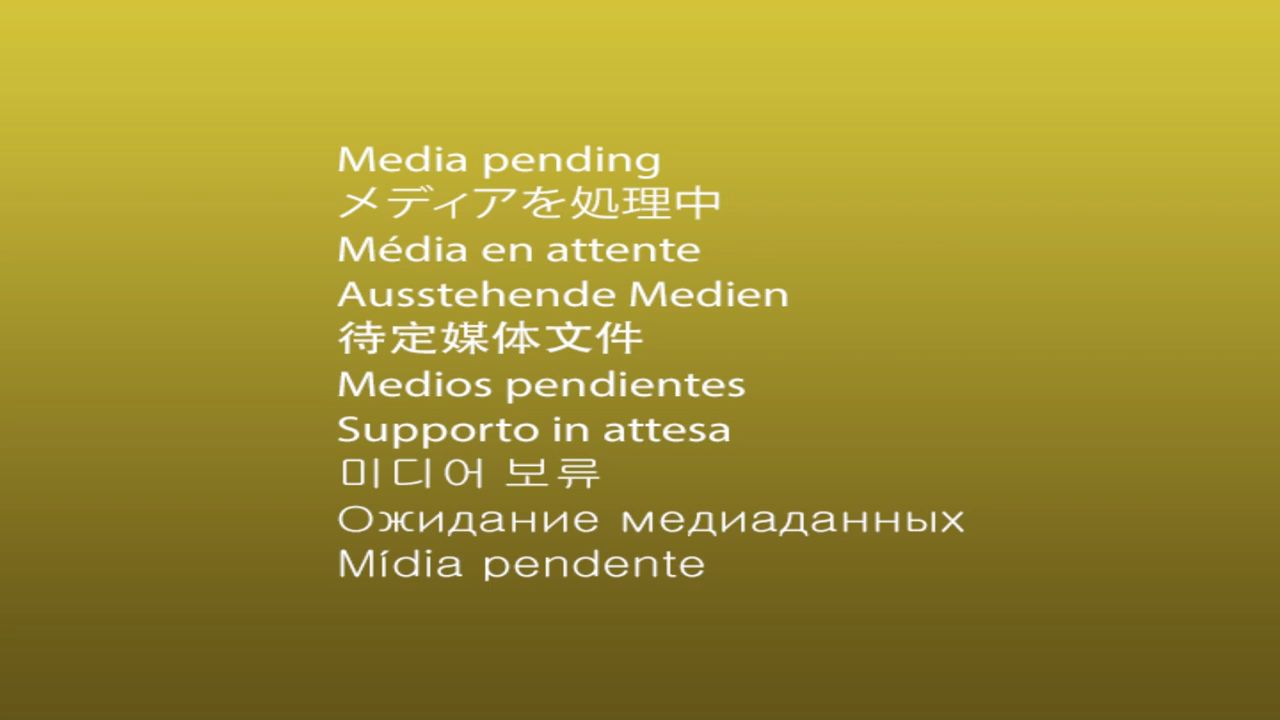 Media pending
メディアを処理中
Média en attente
Ausstehende Medien
待定媒体文件
Medios pendientes
Supporto in attesa
미디어 보류
Ожидание медиаданных
Mídia pendente